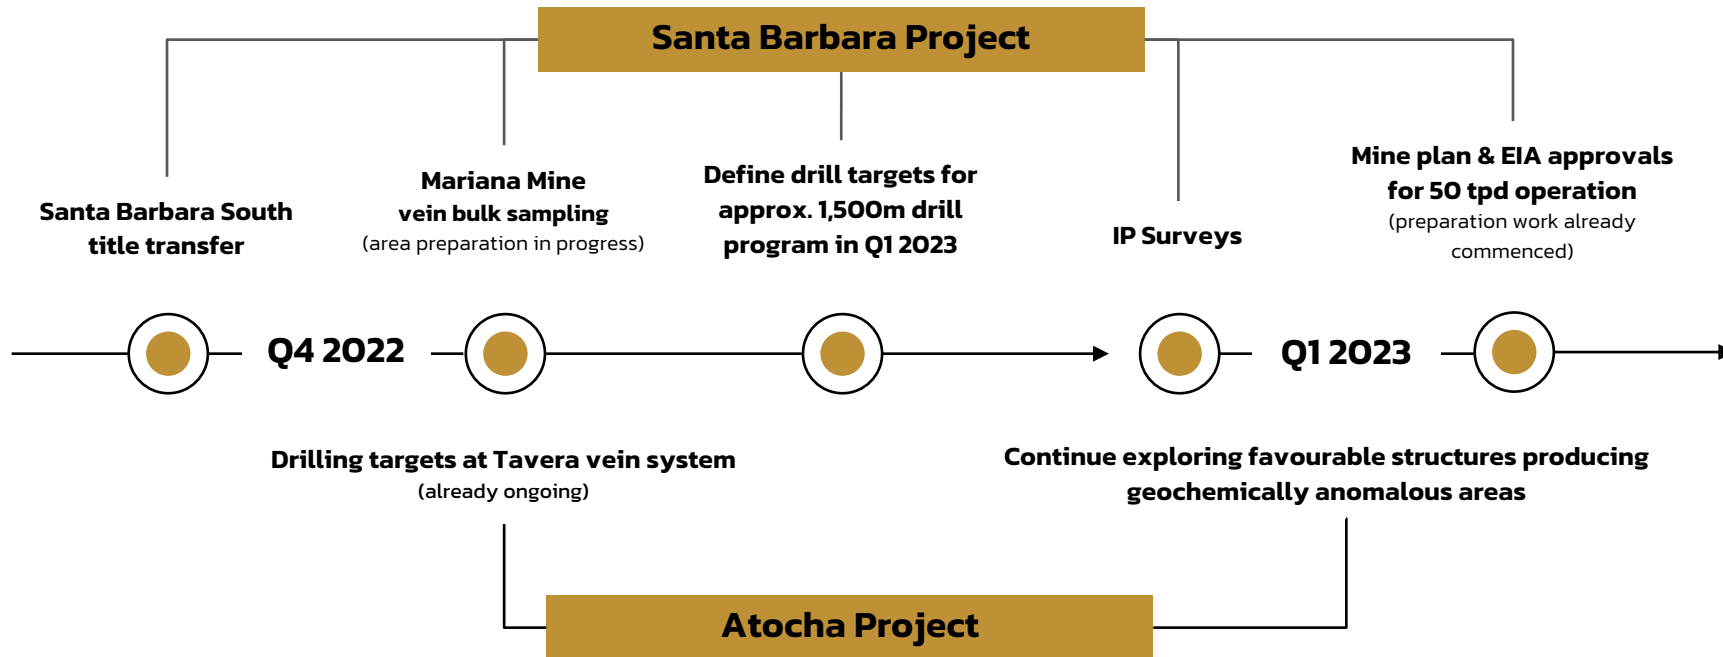 Santa Barbara Project
Santa Barbara South
title transfer
Mariana Mine
vein bulk sampling
(area preparation in progress)
Define drill targets for
approx. 1,500m drill
program in Q1 2023
IP Surveys
Mine plan & EIA approvals
for 50 tpd operation
(preparation work already
commenced)
Q4 2022
Q1 2023
Drilling targets at Tavera vein system
(already ongoing)
Continue exploring favourable structures producing
geochemically anomalous areas
Atocha Project